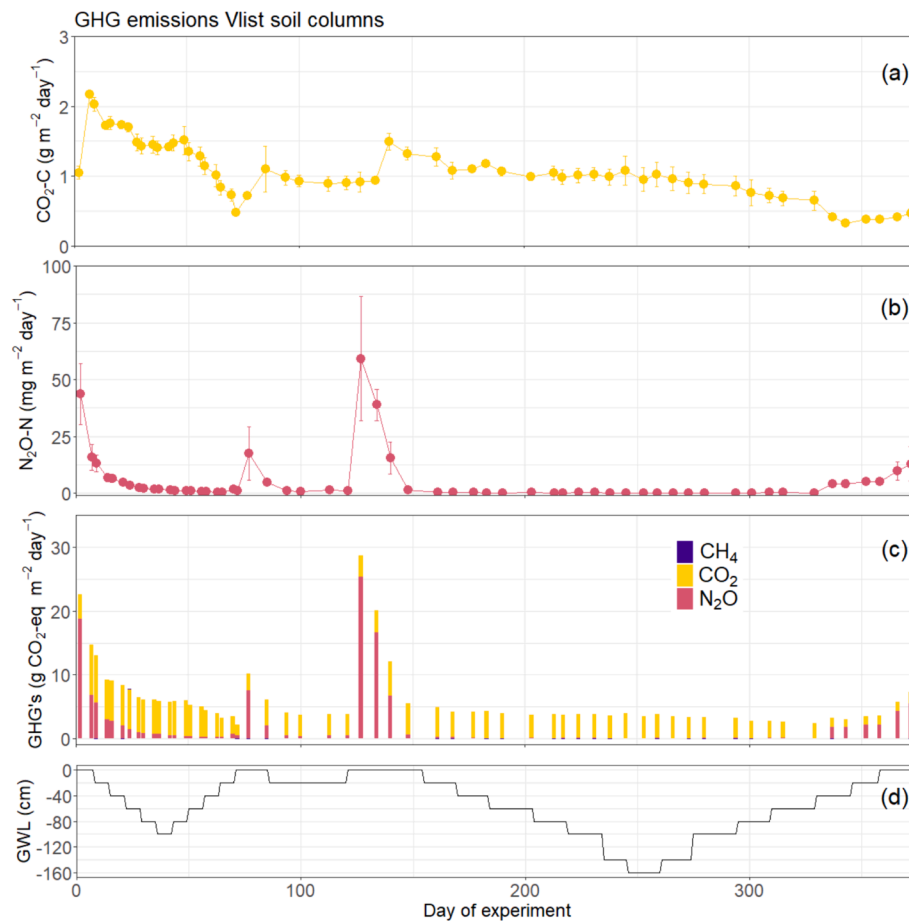 GHG emissions Vlist soil columns
(a)
CO₂-C (g m⁻² day⁻¹)
3
2
1
0
(b)
N₂O-N (mg m⁻² day⁻¹)
100
75
50
25
0
(c)
GHG's (g CO₂-eq m⁻² day⁻¹)
30
20
10
0
CH₄
CO₂
N₂O
(d)
GWL (cm)
0
-40
-80
-120
-160
0 100 200 300
Day of experiment